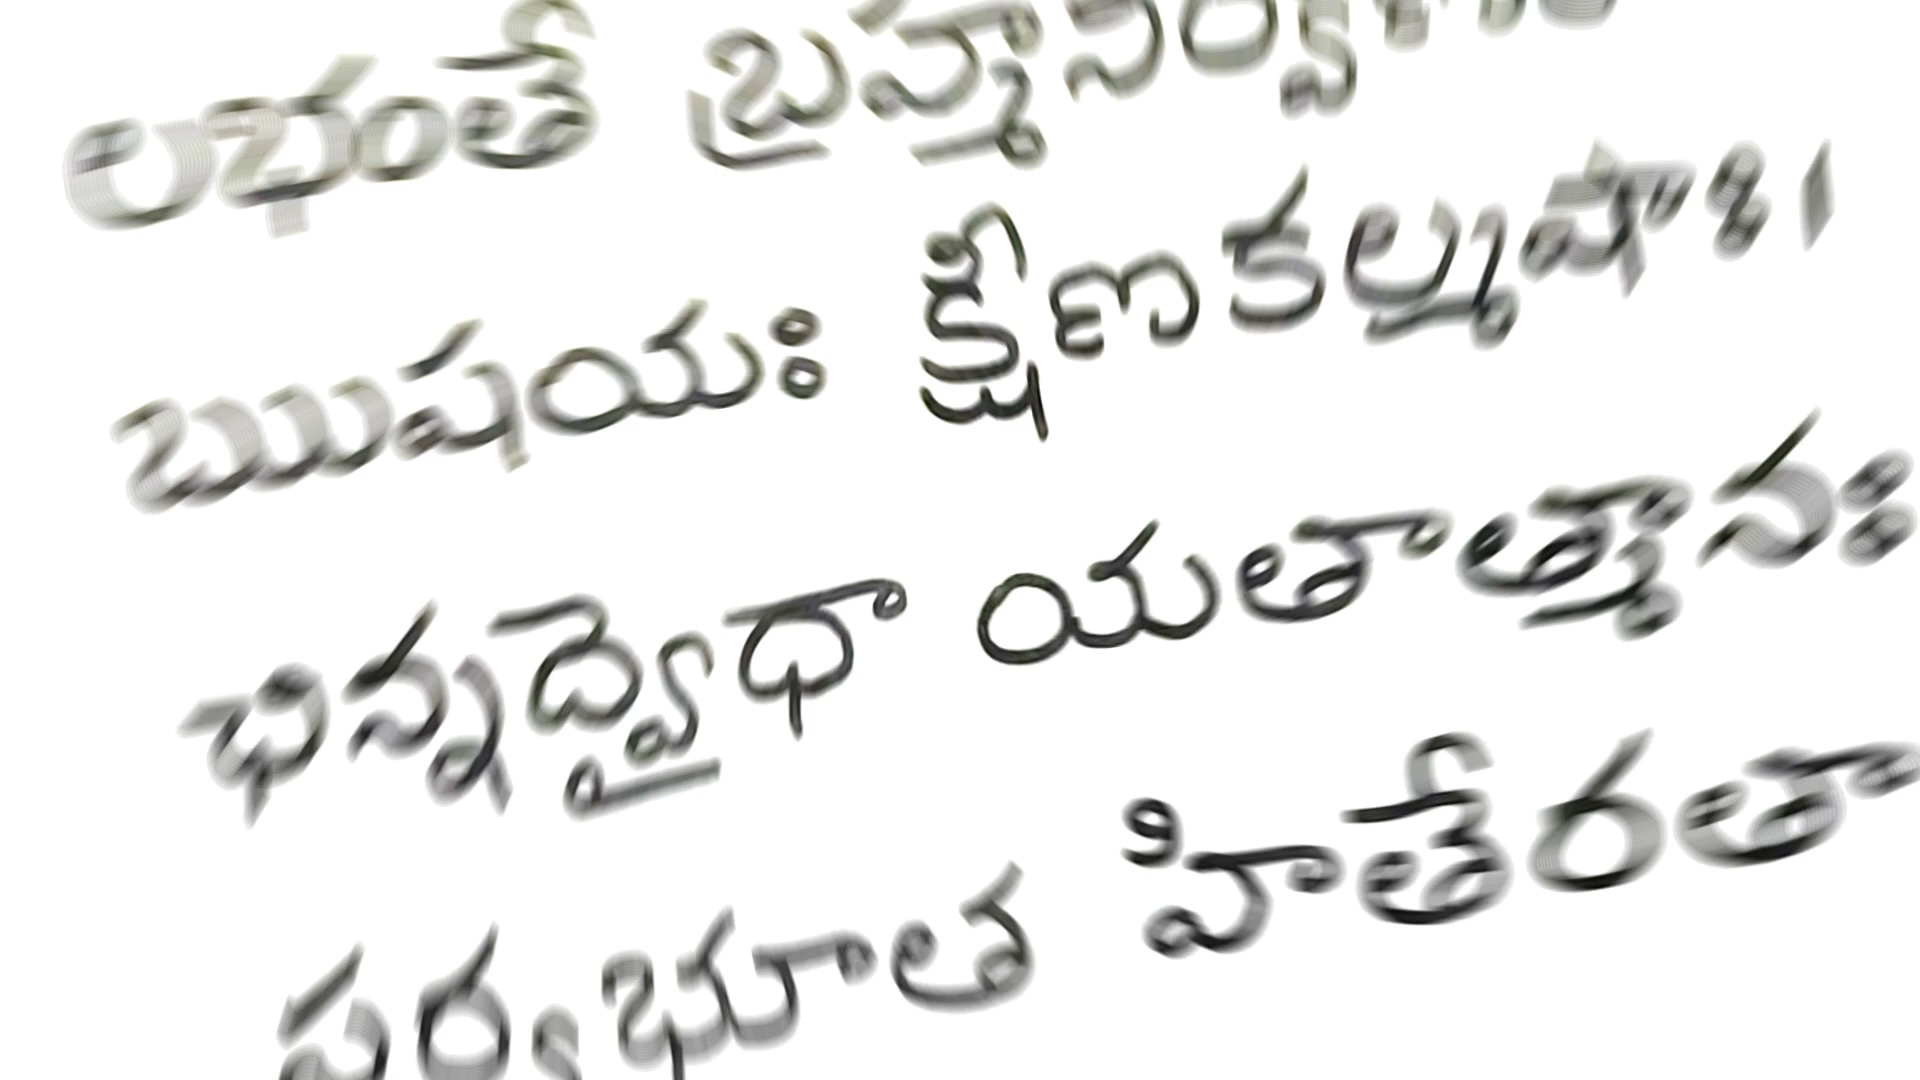 లభంతే బ్రహ్మనిర్వాణం
ఋషయః క్షీణకల్మషాః।
ఛిన్నద్వైధా యతాత్మానః
సర్వభూత హితేరతాః